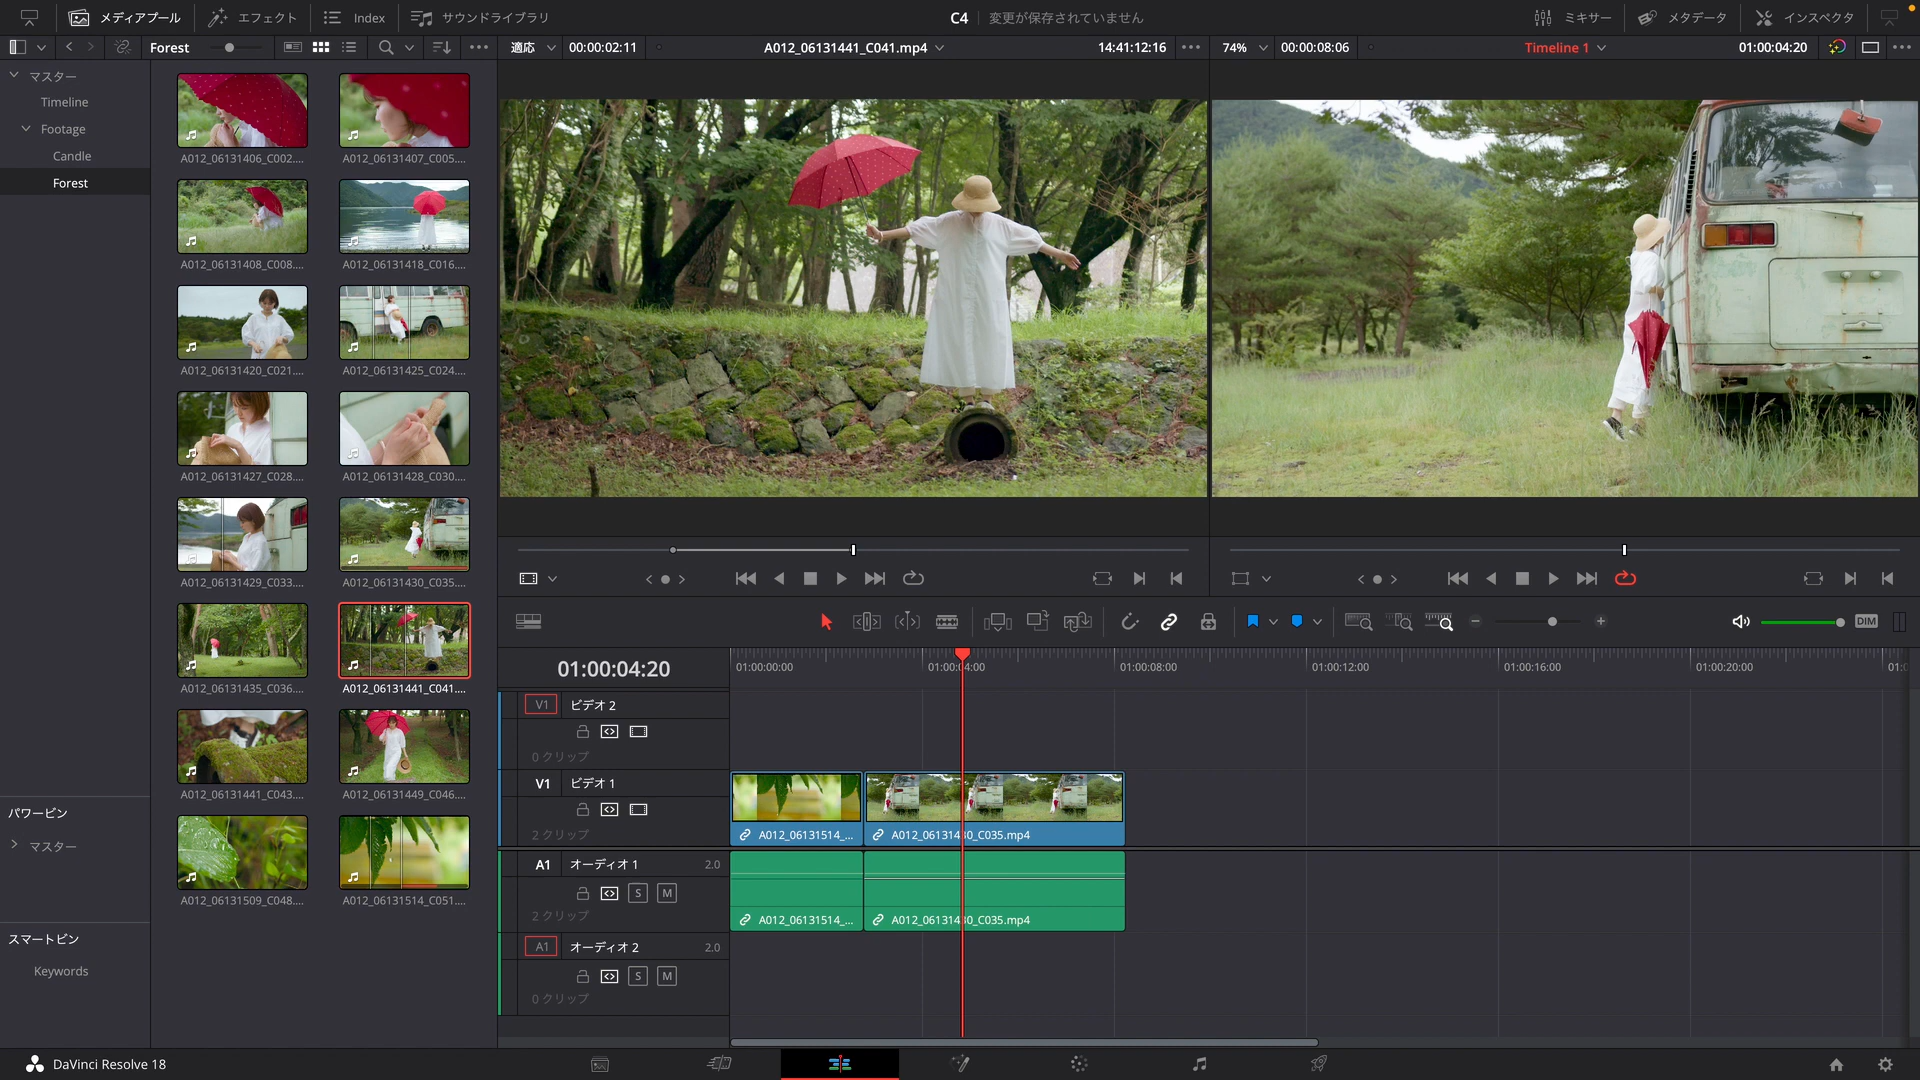 メディアプール
エフェクト
Index
サウンドライブラリ
C4
変更が保存されていません
ミキサー
メタデータ
インスペクタ
Forest
適応
00:00:02:11
A012_06131441_C041.mp4
14:41:12:16
74%
00:00:08:06
Timeline 1
01:00:04:20
マスター
Timeline
Footage
Candle
Forest
A012_06131406_C002....
A012_06131407_C005....
A012_06131408_C008....
A012_06131418_C016....
A012_06131420_C021....
A012_06131425_C024....
A012_06131427_C028....
A012_06131428_C030....
A012_06131429_C033....
A012_06131430_C035....
A012_06131435_C036....
A012_06131441_C041....
A012_06131441_C043....
A012_06131449_C046....
A012_06131509_C048....
A012_06131514_C051....
パワービン
マスター
スマートビン
Keywords
DIM
01:00:04:20
01:00:00:00
01:00:04:00
01:00:08:00
01:00:12:00
01:00:16:00
01:00:20:00
V1
ビデオ 2
0 クリップ
V1
ビデオ 1
2 クリップ
A012_06131514_...
A012_06131430_C035.mp4
A1
オーディオ 1
2.0
S
M
2 クリップ
A012_06131514_...
A012_06131430_C035.mp4
A1
オーディオ 2
2.0
S
M
0 クリップ
DaVinci Resolve 18